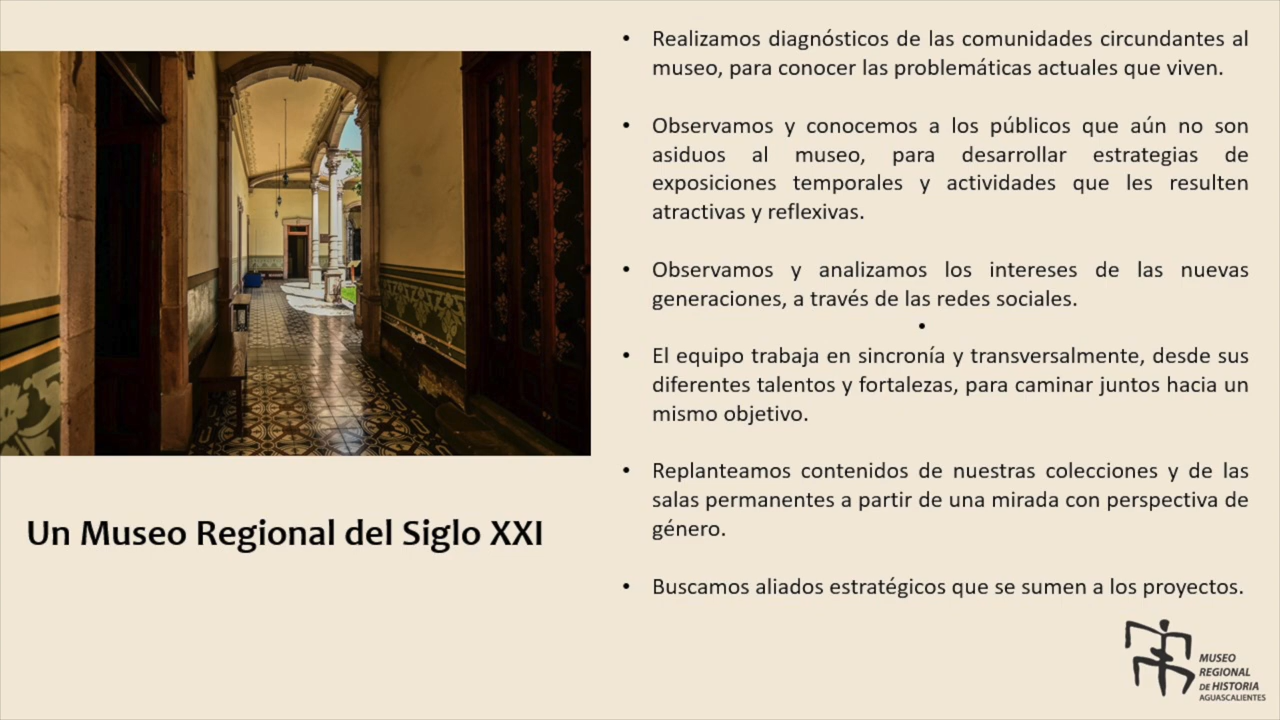 • Realizamos diagnósticos de las comunidades circundantes al
museo, para conocer las problemáticas actuales que viven.
• Observamos y conocemos a los públicos que aún no son
asiduos al museo, para desarrollar estrategias de
exposiciones temporales y actividades que les resulten
atractivas y reflexivas.
• Observamos y analizamos los intereses de las nuevas
generaciones, a través de las redes sociales.
•
• El equipo trabaja en sincronía y transversalmente, desde sus
diferentes talentos y fortalezas, para caminar juntos hacia un
mismo objetivo.
• Replanteamos contenidos de nuestras colecciones y de las
salas permanentes a partir de una mirada con perspectiva de
género.
• Buscamos aliados estratégicos que se sumen a los proyectos.
Un Museo Regional del Siglo XXI
MUSEO
REGIONAL
DE HISTORIA
AGUASCALIENTES